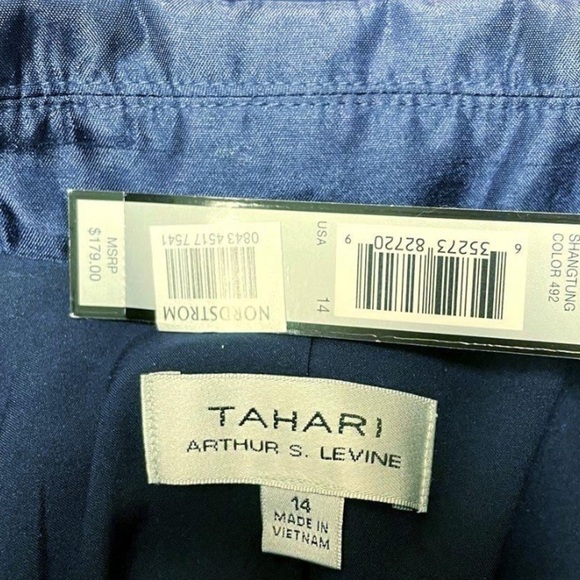 MSRP
$179.00
NORDSTROM
0843 4517 7541
USA 14
6 35273 82720 9
SHANGTUNG
COLOR 492
TAHARI
ARTHUR S. LEVINE
14
MADE IN
VIETNAM